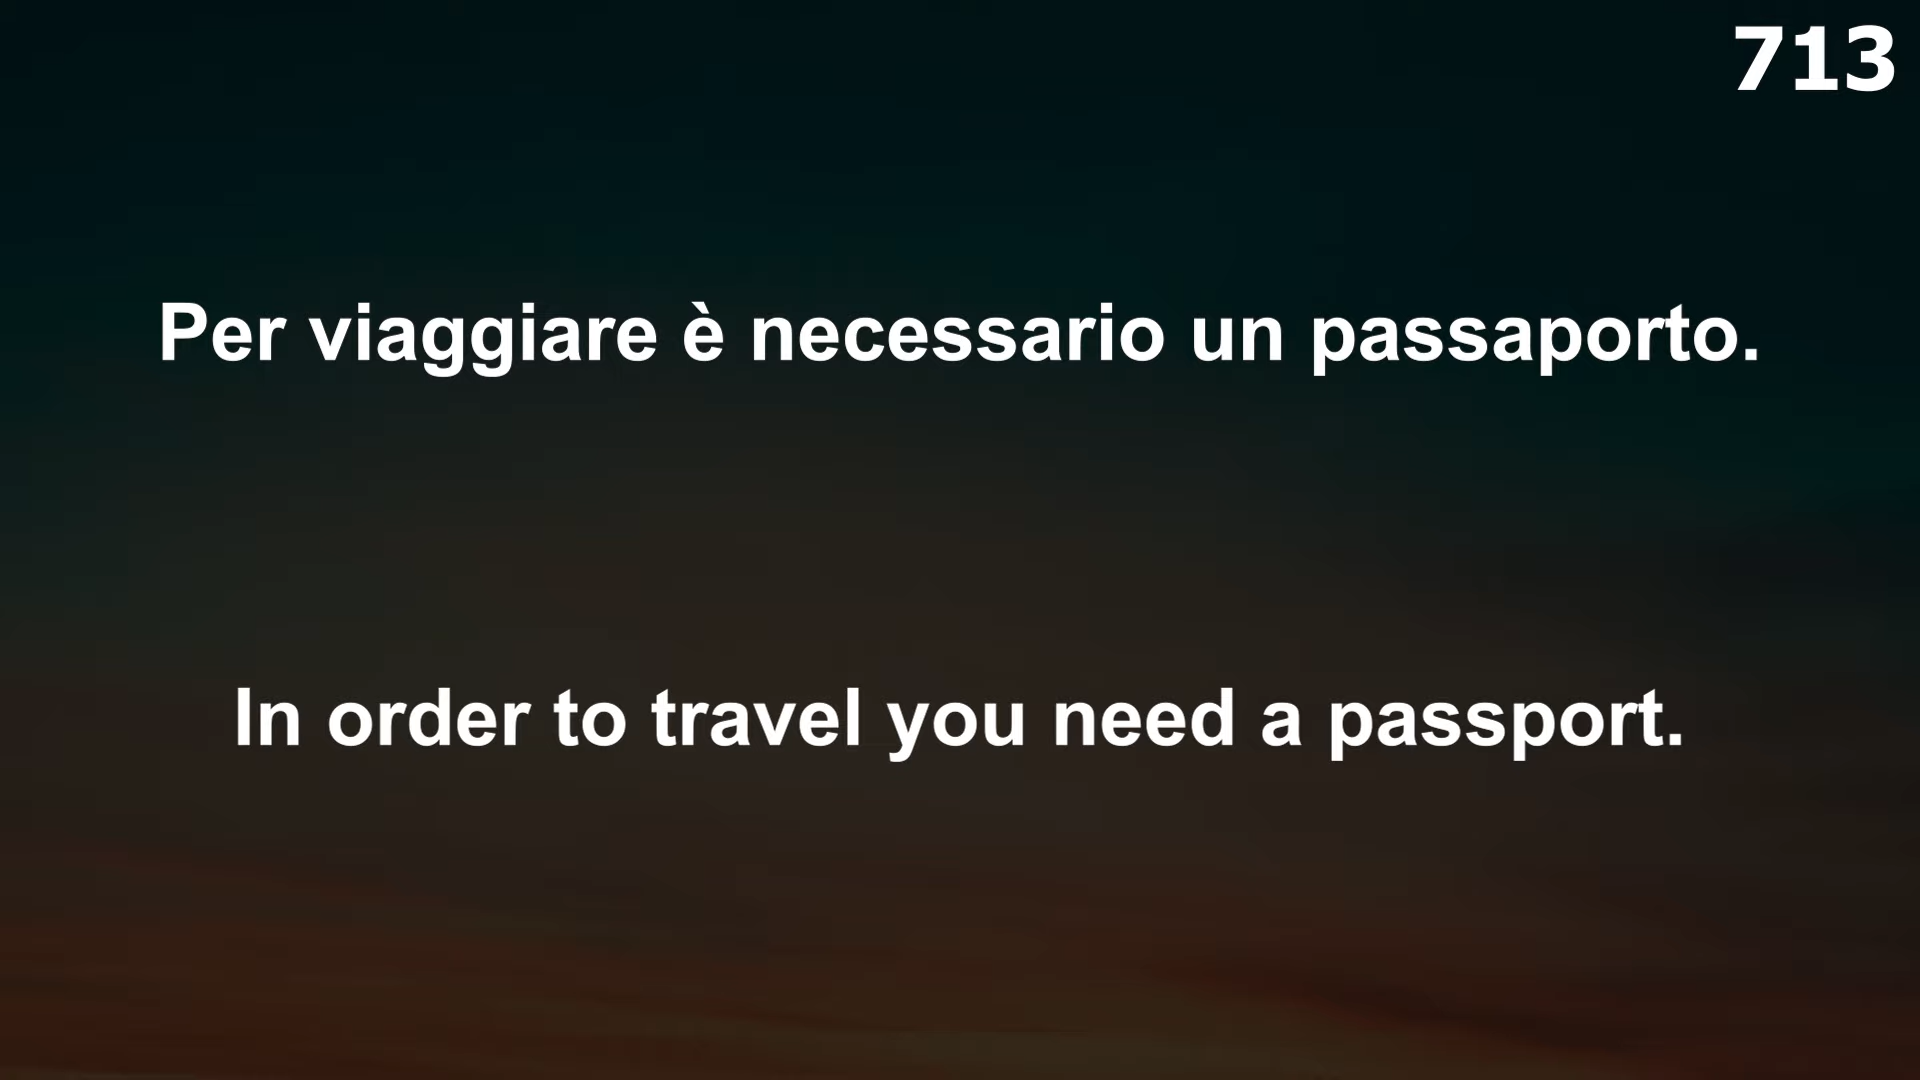 713
Per viaggiare è necessario un passaporto.
In order to travel you need a passport.